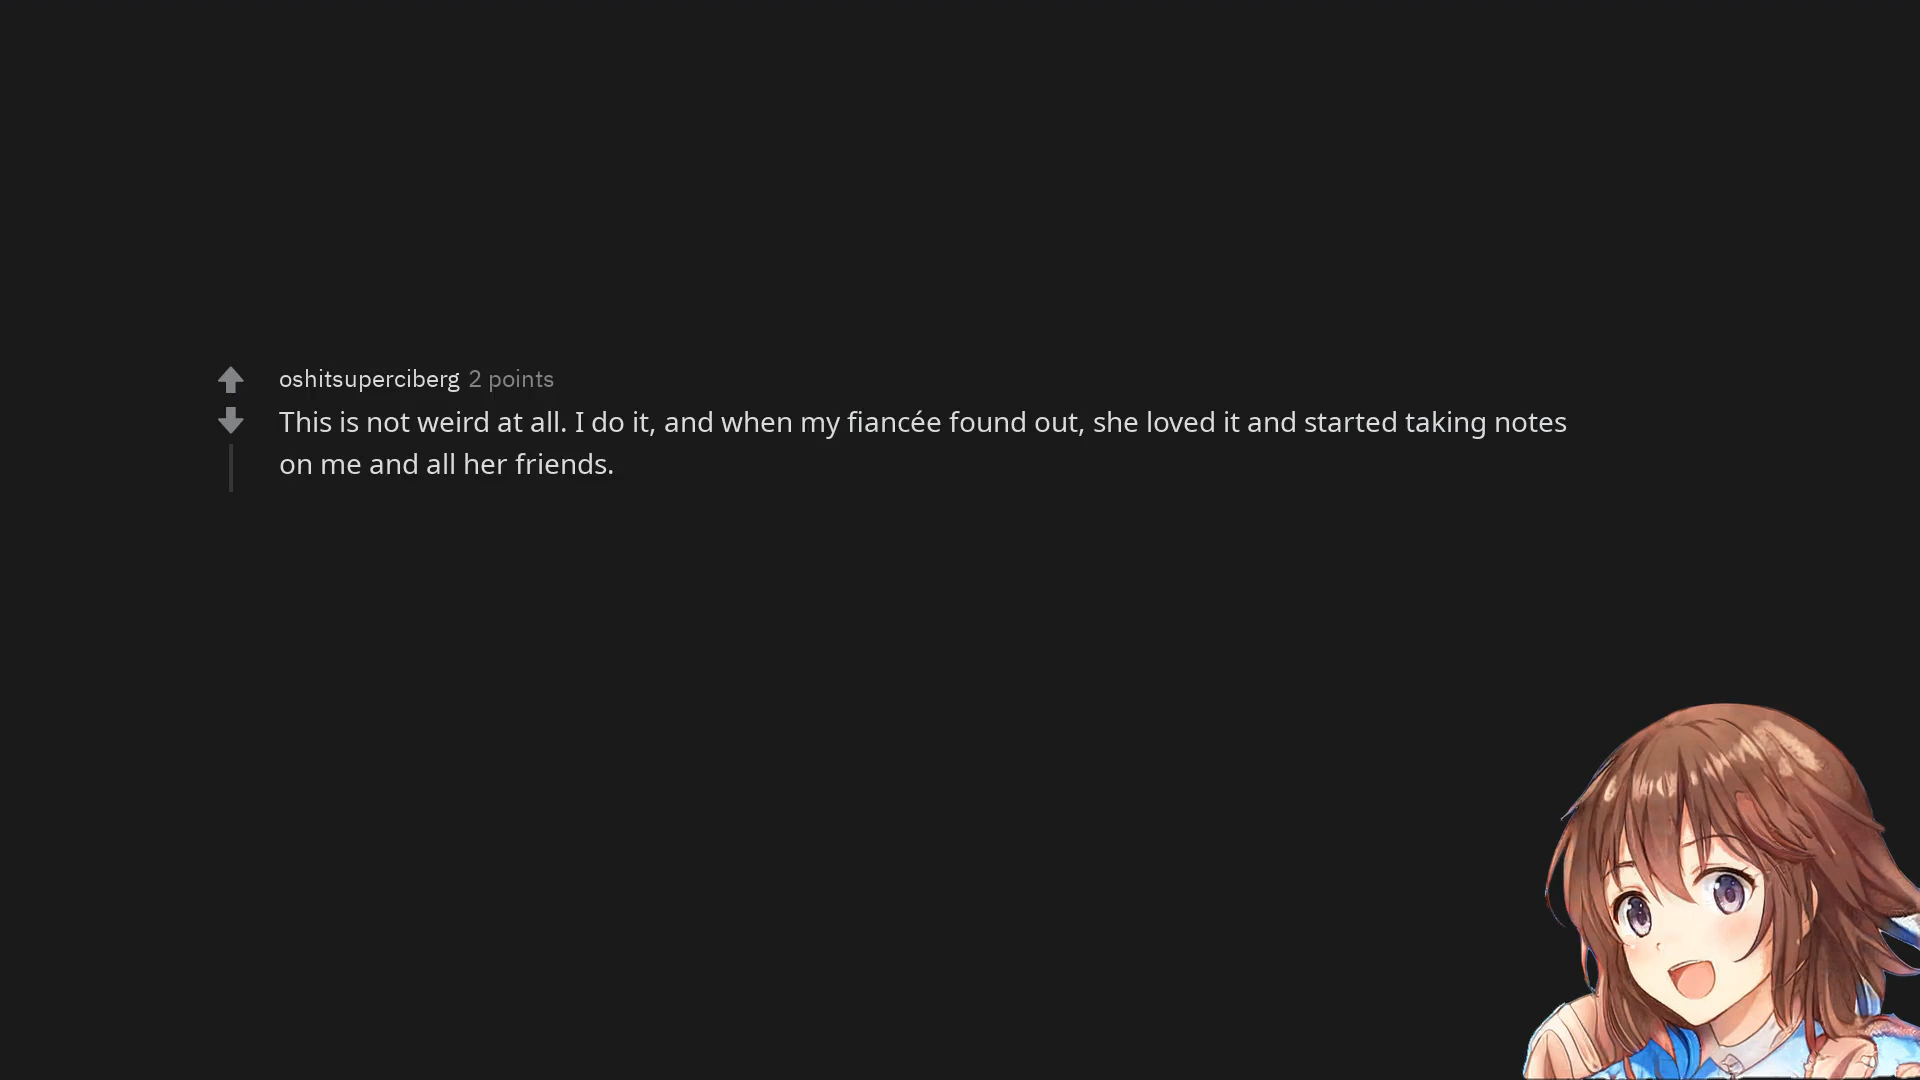 oshitsuperciberg 2 points
This is not weird at all. I do it, and when my fiancée found out, she loved it and started taking notes
on me and all her friends.